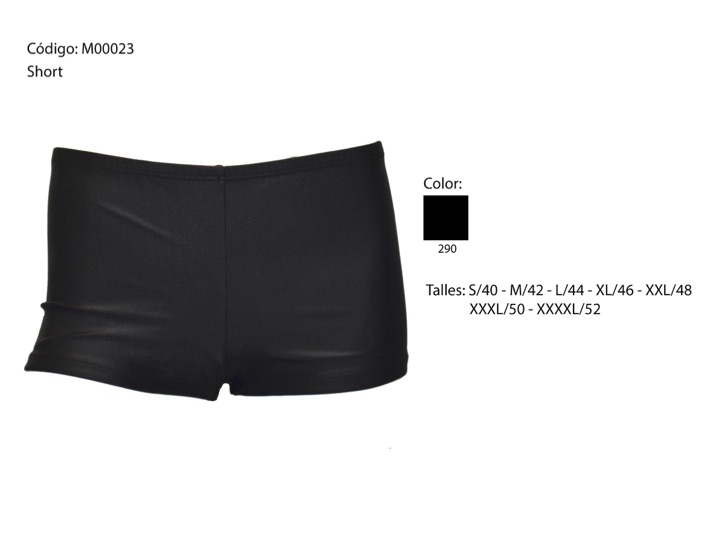 Código: M00023
Short
Color:
290
Talles: S/40 - M/42 - L/44 - XL/46 - XXL/48
XXXL/50 - XXXXL/52